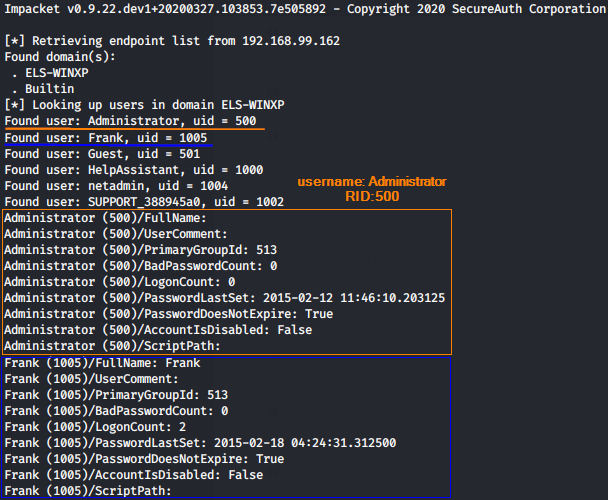 Impacket v0.9.22.dev1+20200327.103853.7e505892 - Copyright 2020 SecureAuth Corporation
[*] Retrieving endpoint list from 192.168.99.162
Found domain(s):
. ELS-WINXP
. Builtin
[*] Looking up users in domain ELS-WINXP
Found user: Administrator, uid = 500
Found user: Frank, uid = 1005
Found user: Guest, uid = 501
Found user: HelpAssistant, uid = 1000
Found user: netadmin, uid = 1004
Found user: SUPPORT_388945a0, uid = 1002
username: Administrator
RID:500
Administrator (500)/FullName:
Administrator (500)/UserComment:
Administrator (500)/PrimaryGroupId: 513
Administrator (500)/BadPasswordCount: 0
Administrator (500)/LogonCount: 0
Administrator (500)/PasswordLastSet: 2015-02-12 11:46:10.203125
Administrator (500)/PasswordDoesNotExpire: True
Administrator (500)/AccountIsDisabled: False
Administrator (500)/ScriptPath:
Frank (1005)/FullName: Frank
Frank (1005)/UserComment:
Frank (1005)/PrimaryGroupId: 513
Frank (1005)/BadPasswordCount: 0
Frank (1005)/LogonCount: 2
Frank (1005)/PasswordLastSet: 2015-02-18 04:24:31.312500
Frank (1005)/PasswordDoesNotExpire: True
Frank (1005)/AccountIsDisabled: False
Frank (1005)/ScriptPath: